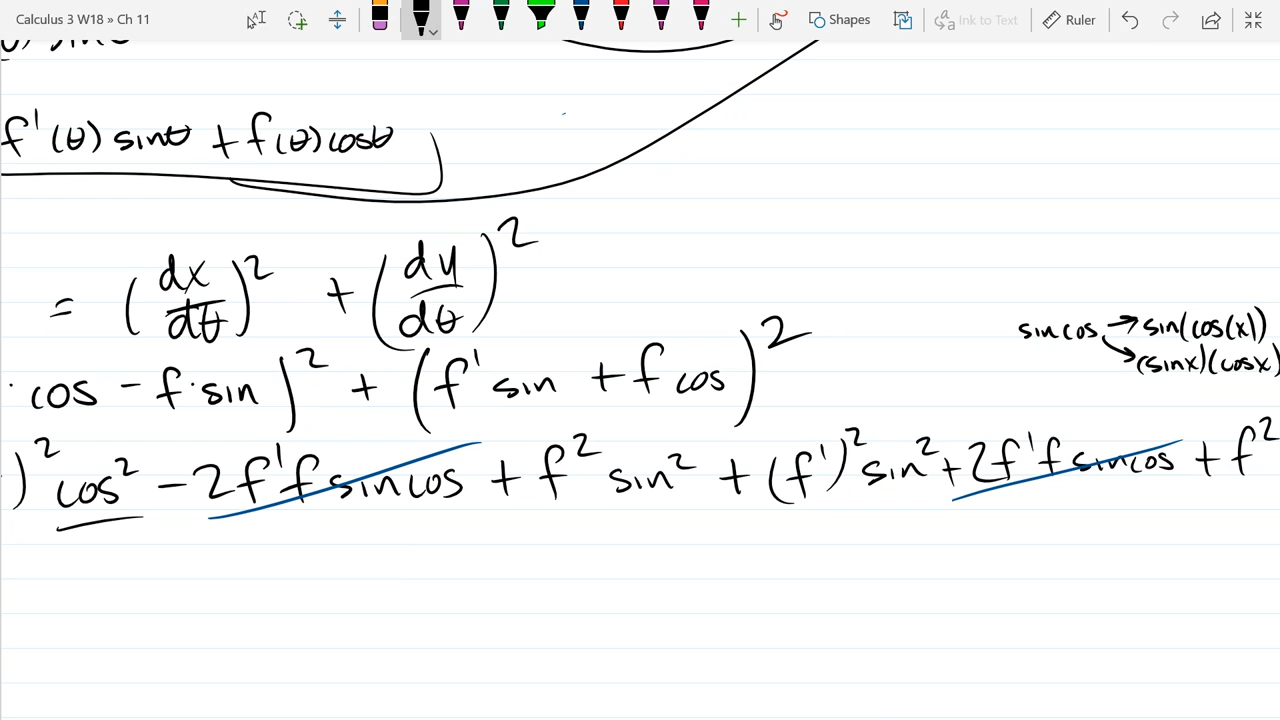 Calculus 3 W18 » Ch 11
Shapes
Ink to Text
Ruler
f'(θ) sinθ + f(θ) cosθ
= (dx/dθ)² + (dy/dθ)²
sin cos → sin(cos(x))
→ (sinx)(cosx)
· cos - f·sin)² + (f' sin + f cos)²
)² cos² - 2f'f sin cos + f² sin² + (f')² sin² + 2f'f sin cos + f²